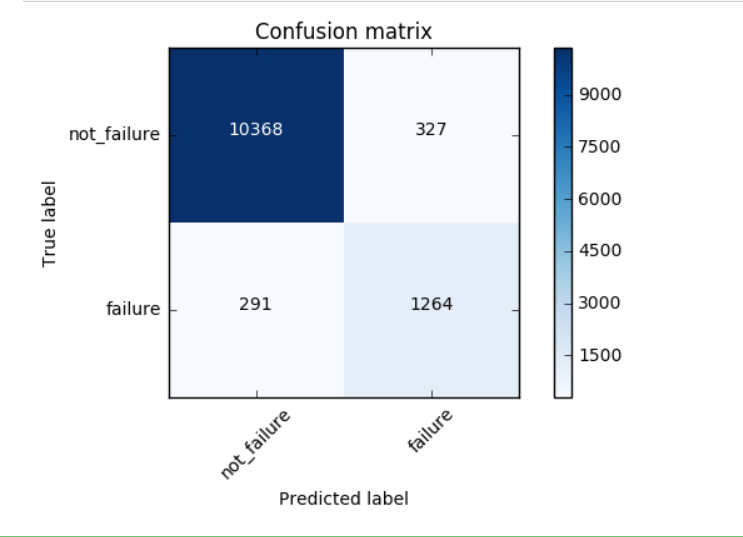 Confusion matrix
True label
not_failure
10368
327
failure
291
1264
not_failure
failure
Predicted label
9000
7500
6000
4500
3000
1500